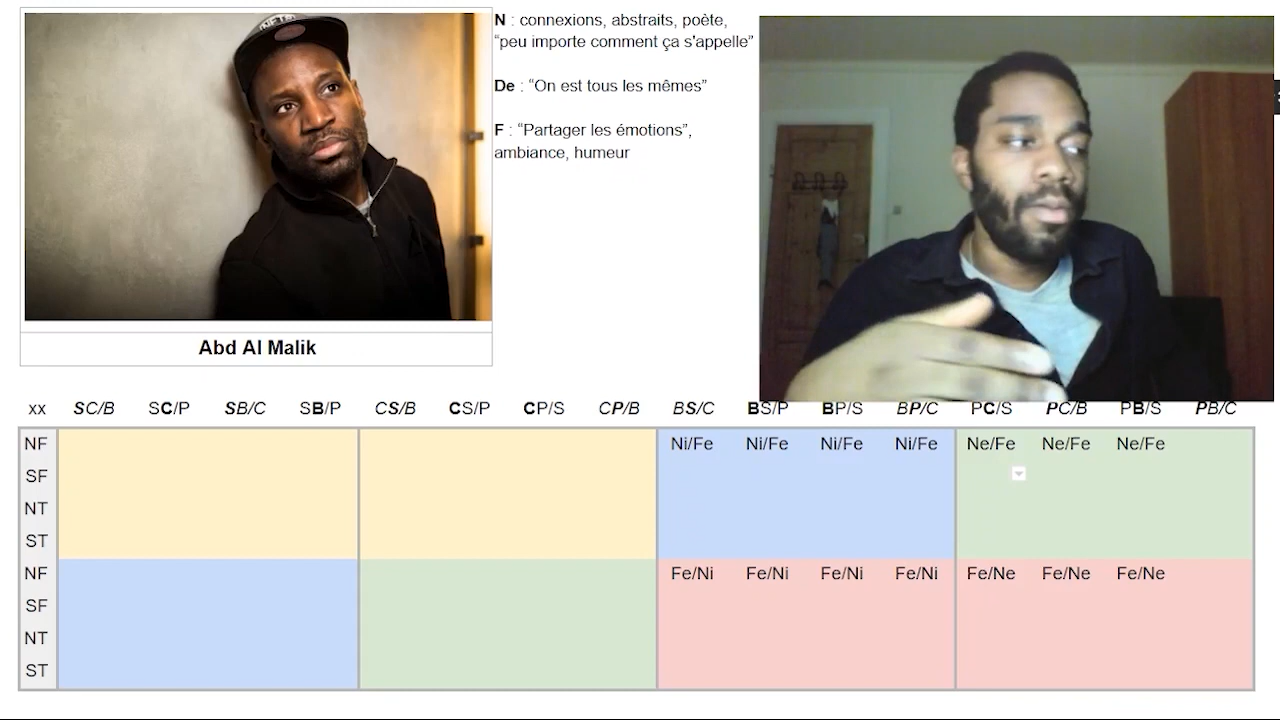 N : connexions, abstraits, poète,
“peu importe comment ça s'appelle”
De : “On est tous les mêmes”
F : “Partager les émotions”,
ambiance, humeur
Abd Al Malik
xx SC/B SC/P SB/C SB/P CS/B CS/P CP/S CP/B BS/C BS/P BP/S BP/C PC/S PC/B PB/S PB/C
NF Ni/Fe Ni/Fe Ni/Fe Ni/Fe Ne/Fe Ne/Fe Ne/Fe
SF
NT
ST
NF Fe/Ni Fe/Ni Fe/Ni Fe/Ni Fe/Ne Fe/Ne Fe/Ne
SF
NT
ST